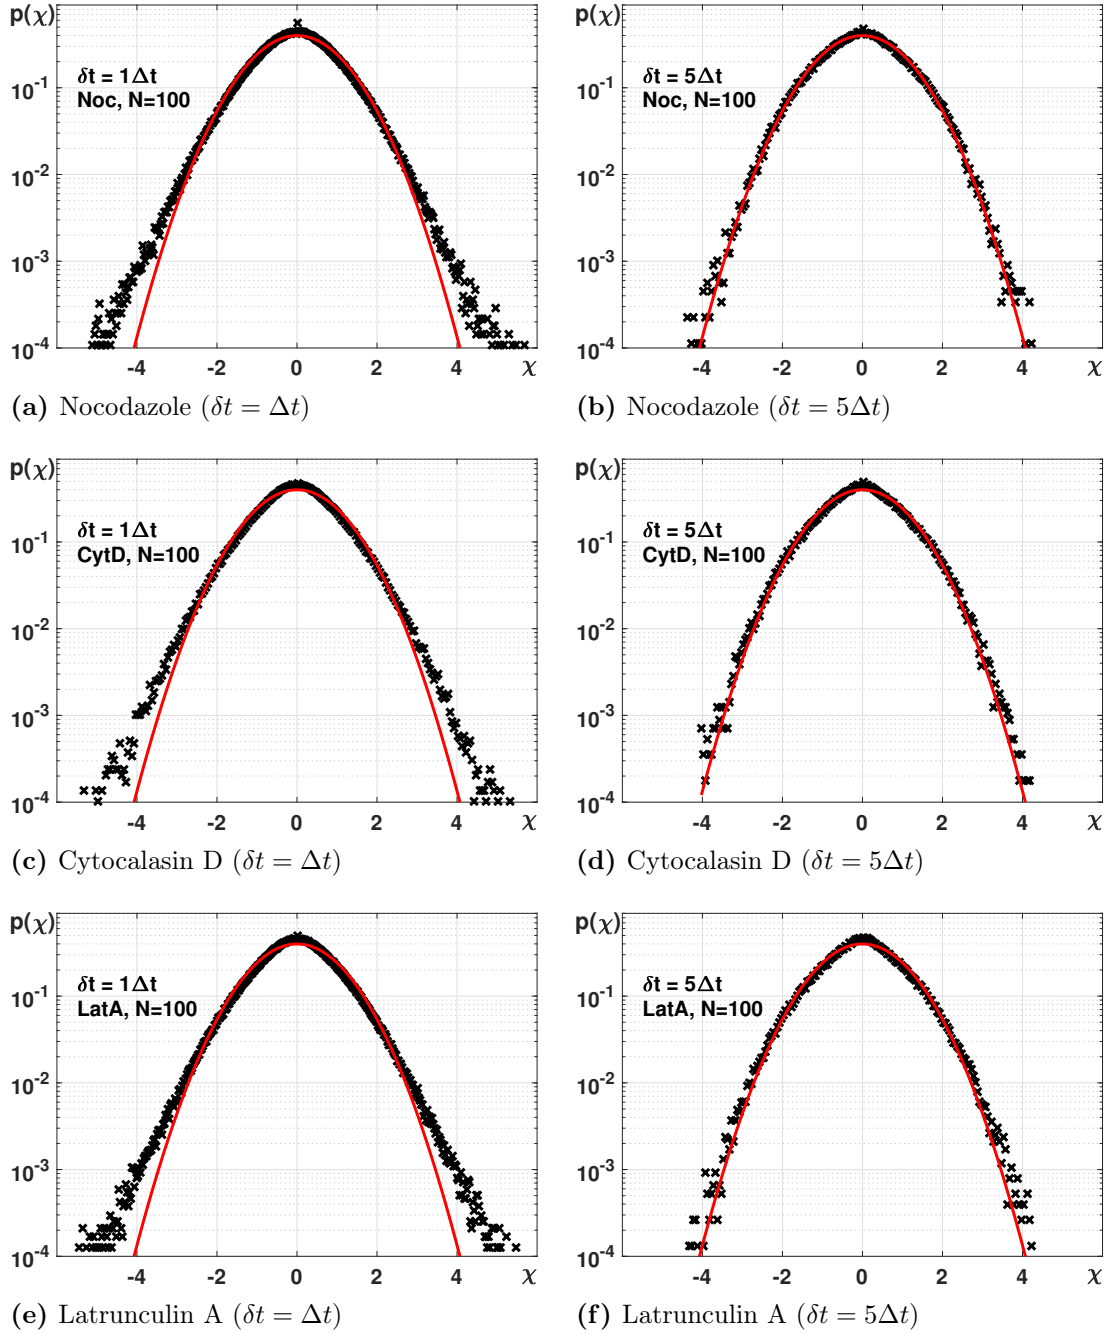 p(χ)
δt = 1Δt
Noc, N=100
10^-1
10^-2
10^-3
10^-4
-4 -2 0 2 4 χ
(a) Nocodazole (δt = Δt)
p(χ)
δt = 5Δt
Noc, N=100
10^-1
10^-2
10^-3
10^-4
-4 -2 0 2 4 χ
(b) Nocodazole (δt = 5Δt)
p(χ)
δt = 1Δt
CytD, N=100
10^-1
10^-2
10^-3
10^-4
-4 -2 0 2 4 χ
(c) Cytocalasin D (δt = Δt)
p(χ)
δt = 5Δt
CytD, N=100
10^-1
10^-2
10^-3
10^-4
-4 -2 0 2 4 χ
(d) Cytocalasin D (δt = 5Δt)
p(χ)
δt = 1Δt
LatA, N=100
10^-1
10^-2
10^-3
10^-4
-4 -2 0 2 4 χ
(e) Latrunculin A (δt = Δt)
p(χ)
δt = 5Δt
LatA, N=100
10^-1
10^-2
10^-3
10^-4
-4 -2 0 2 4 χ
(f) Latrunculin A (δt = 5Δt)